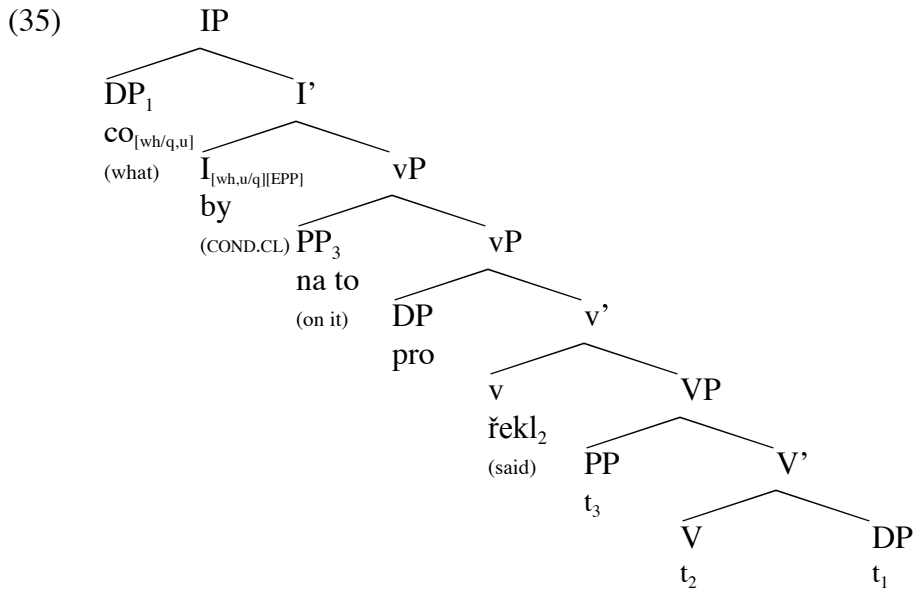 (35) IP
DP₁ I’
co[wh/q,u]
(what) I[wh,u/q][EPP] vP
by
(COND.CL) PP₃ vP
na to
(on it) DP v’
pro
v VP
řekl₂
(said) PP V’
t₃
V DP
t₂ t₁